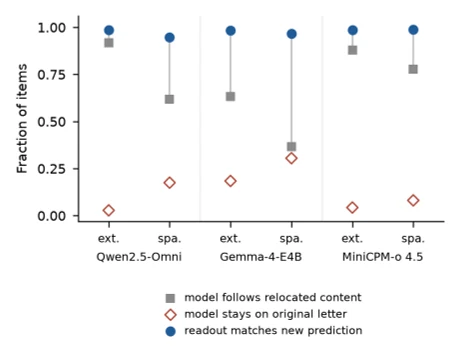 1.00
0.75
0.50
0.25
0.00
Fraction of items
ext. spa. ext. spa. ext. spa.
Qwen2.5-Omni Gemma-4-E4B MiniCPM-o 4.5
model follows relocated content
model stays on original letter
readout matches new prediction